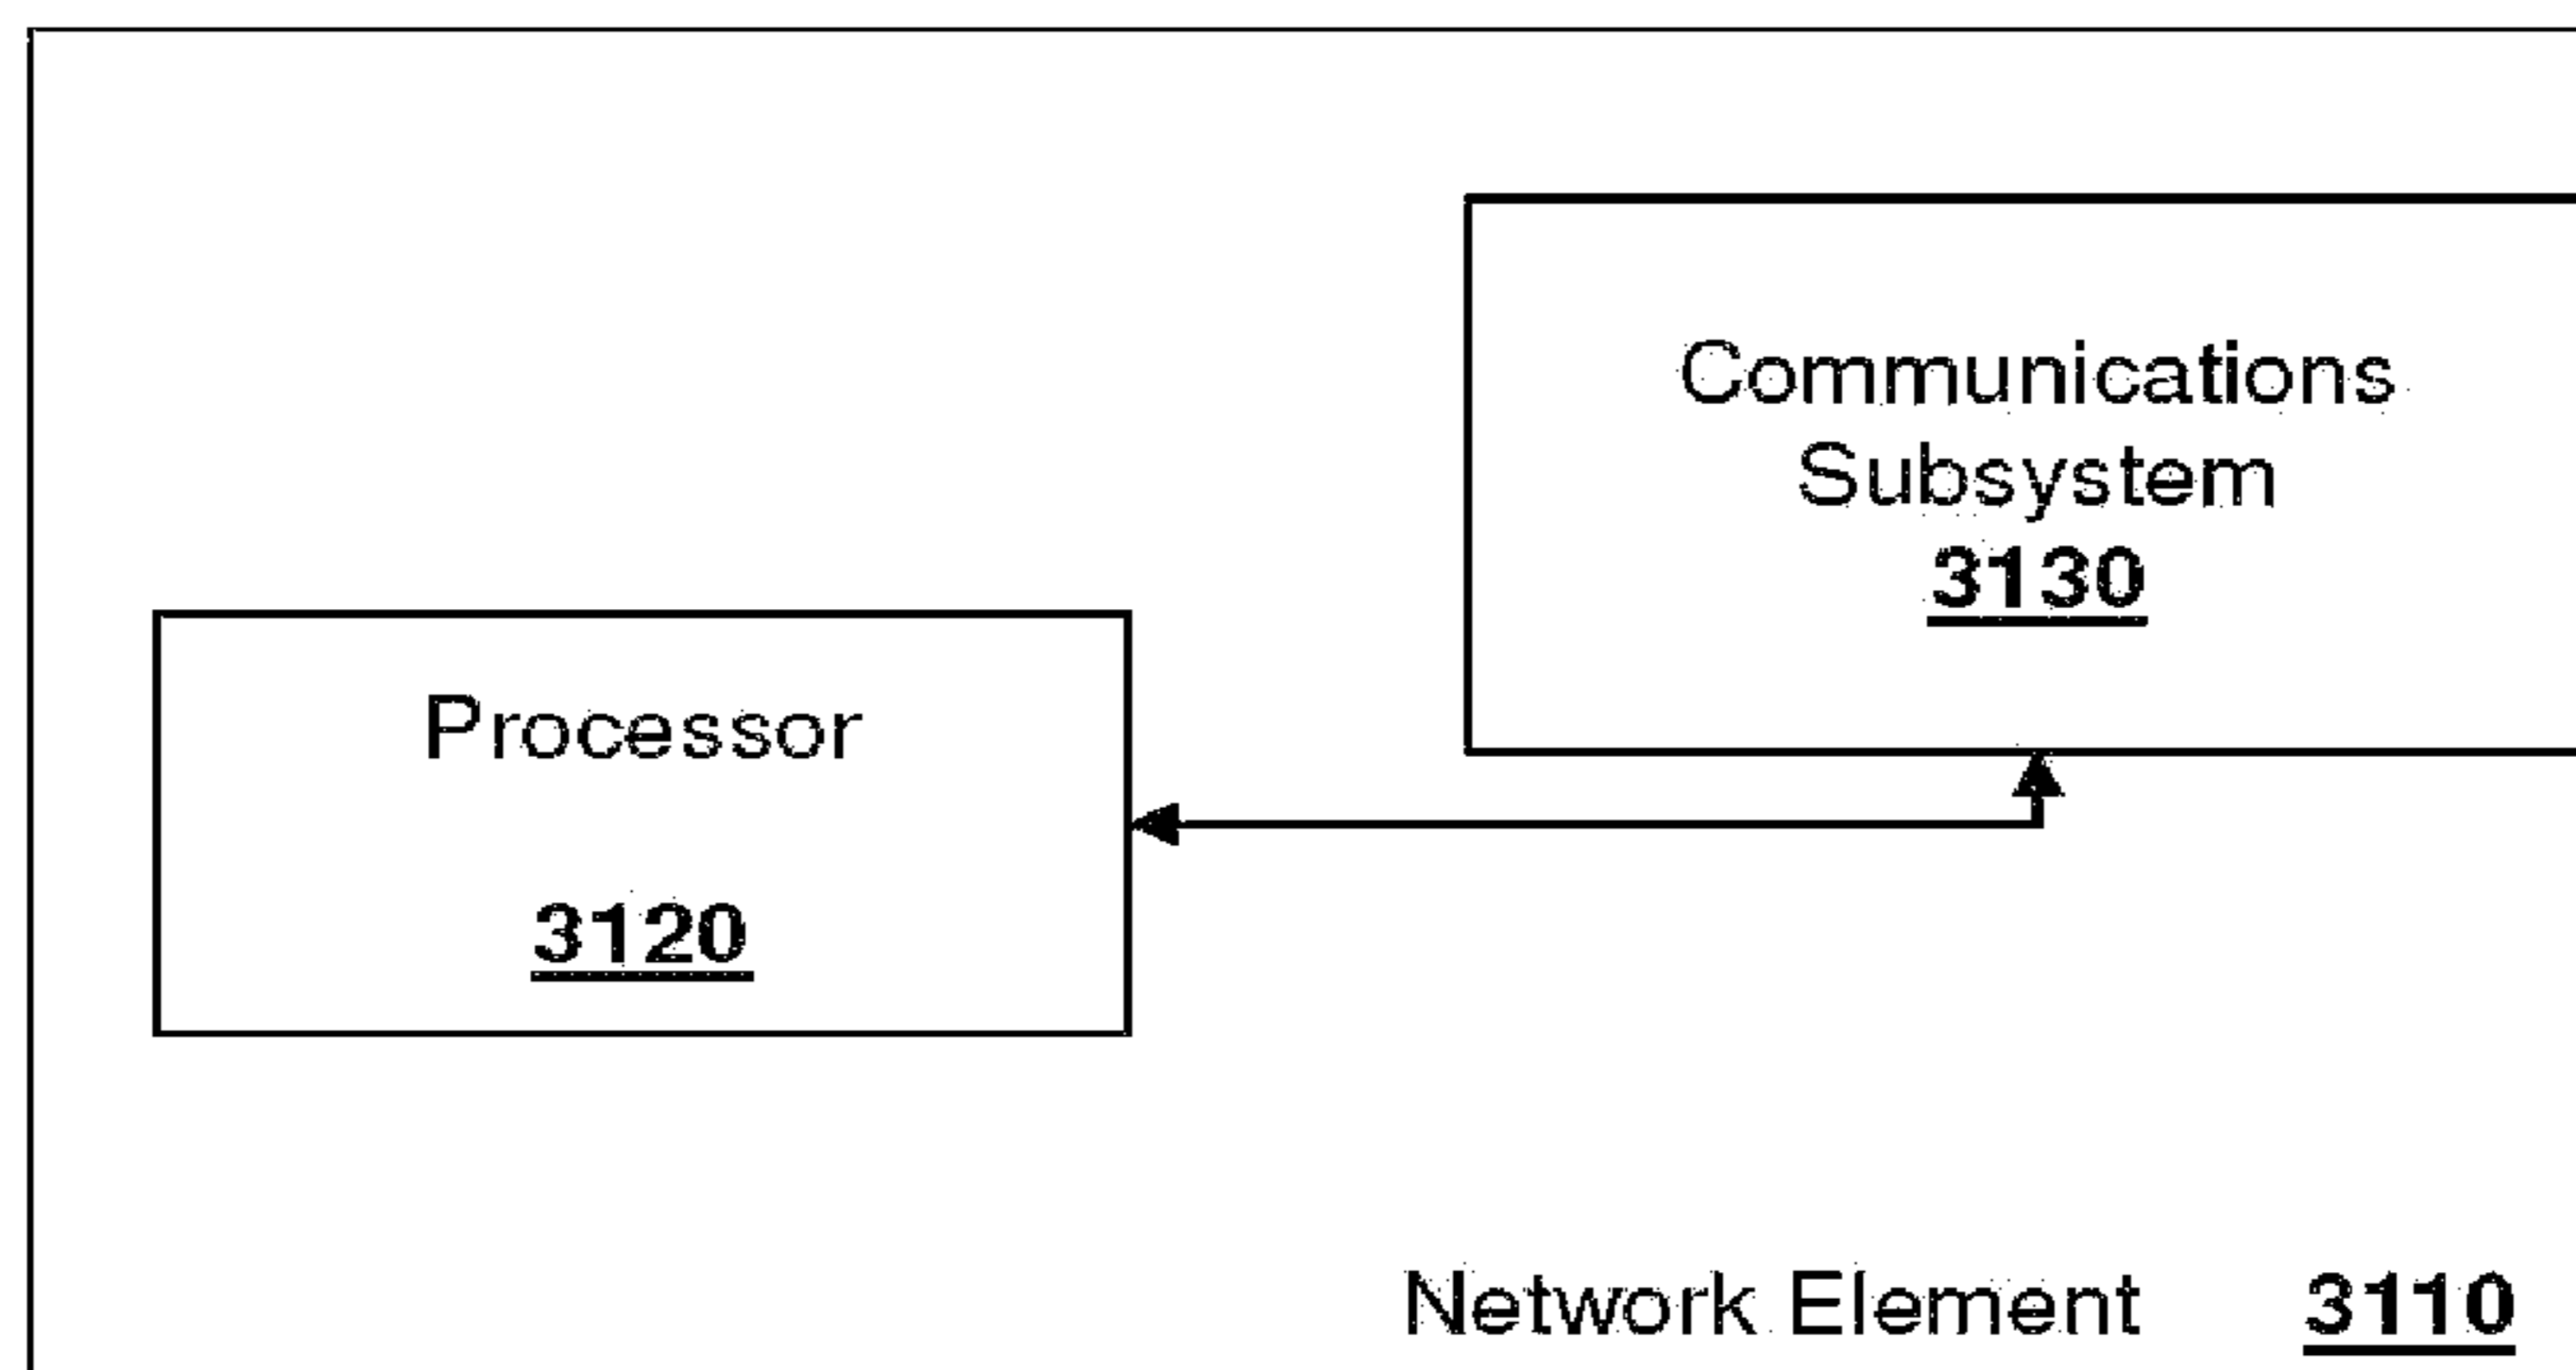 Communications
Subsystem
3130
Processor
3120
Network Element 3110